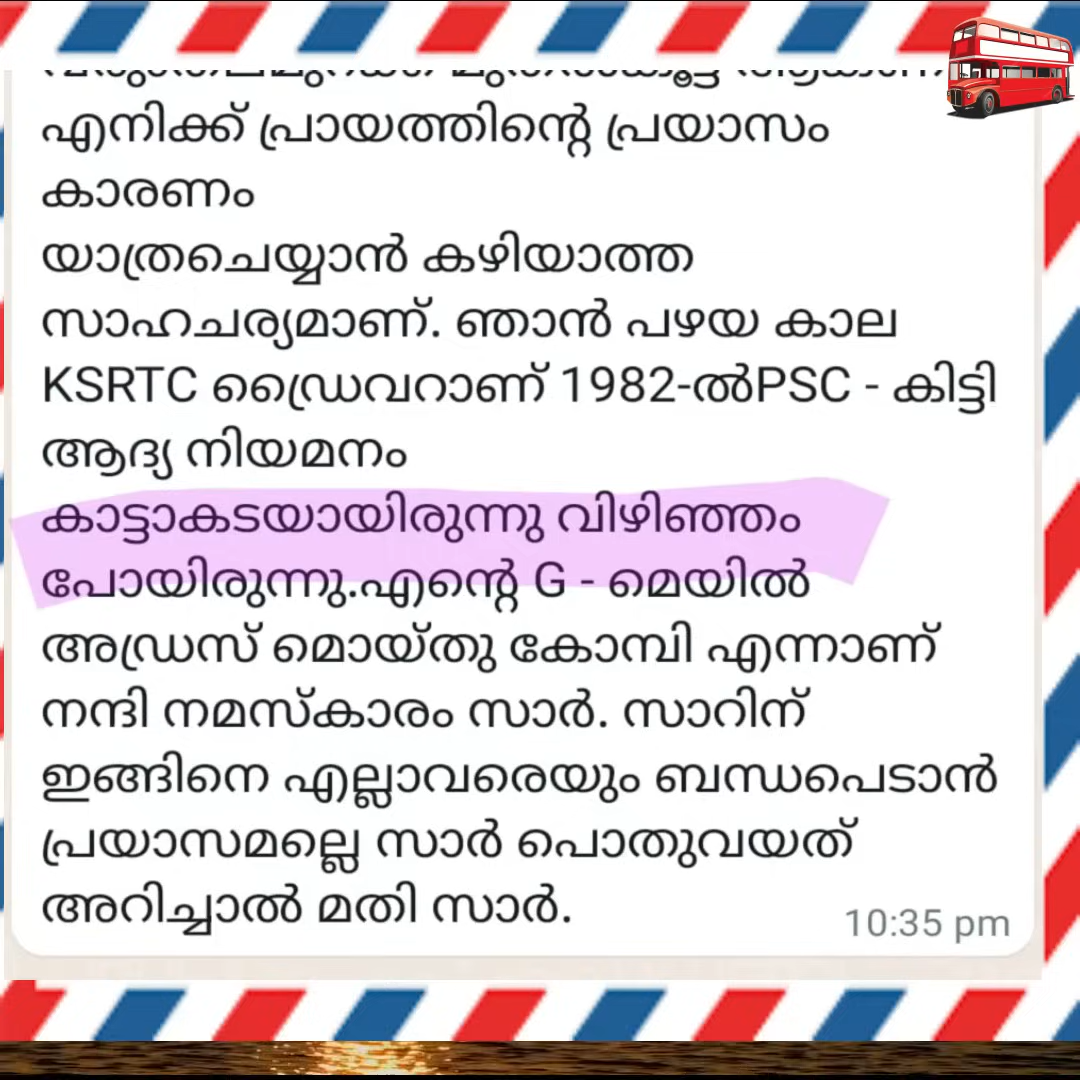 എനിക്ക് പ്രായത്തിന്റെ പ്രയാസം
കാരണം
യാത്രചെയ്യാൻ കഴിയാത്ത
സാഹചര്യമാണ്. ഞാൻ പഴയ കാല
KSRTC ഡ്രൈവറാണ് 1982-ൽPSC - കിട്ടി
ആദ്യ നിയമനം
കാട്ടാകടയായിരുന്നു വിഴിഞ്ഞം
പോയിരുന്നു.എന്റെ G - മെയിൽ
അഡ്രസ് മൊയ്തു കോമ്പി എന്നാണ്
നന്ദി നമസ്കാരം സാർ. സാറിന്
ഇങ്ങിനെ എല്ലാവരെയും ബന്ധപെടാൻ
പ്രയാസമല്ലെ സാർ പൊതുവയത്
അറിച്ചാൽ മതി സാർ.
10:35 pm